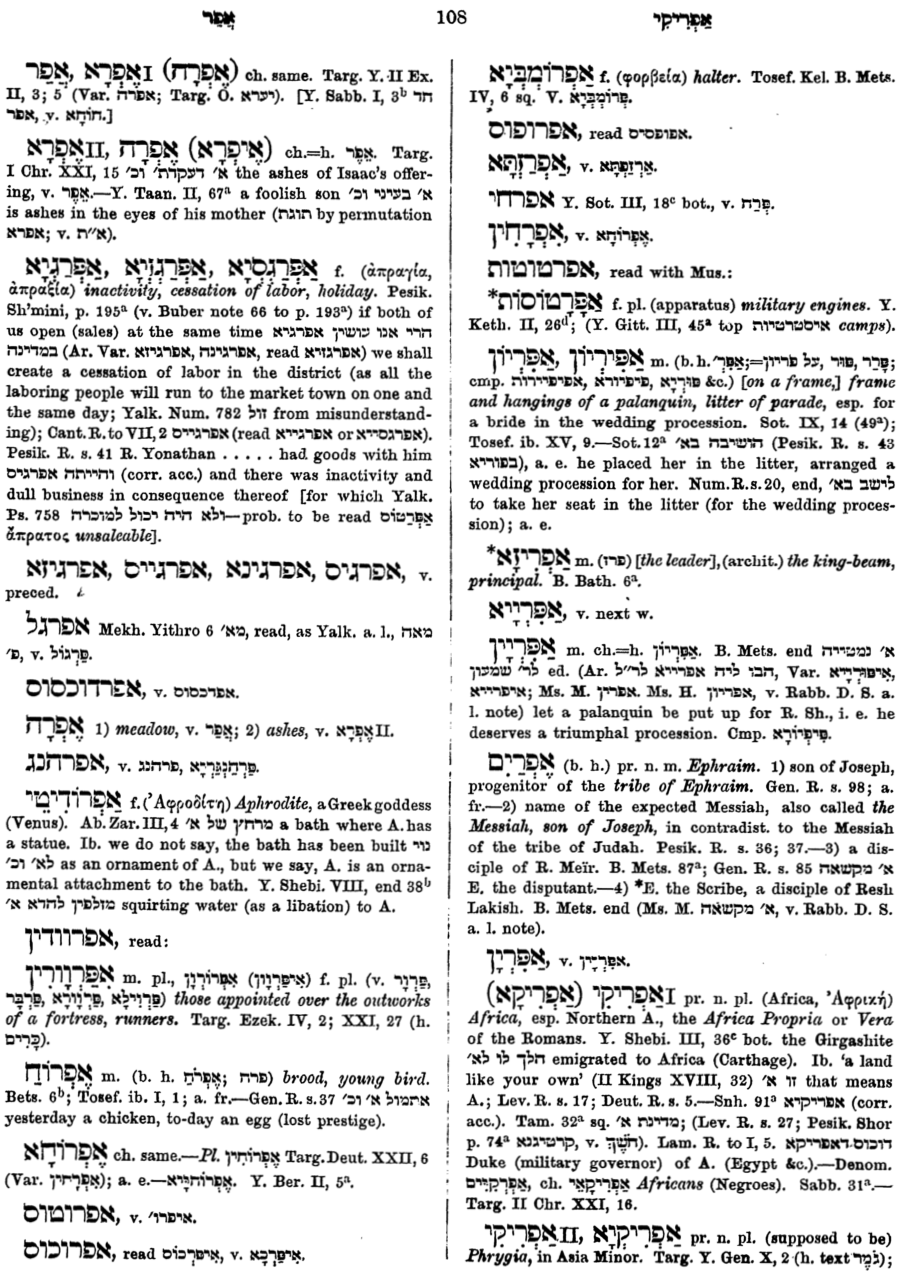 אֲפַר
108
אַפְרִיקִי
אֲפַר, אֶפְרָא I (אֶפְרָה) ch. same. Targ. Y. II Ex.
II, 3; 5 (Var. אפרה; Targ. O. יערא). [Y. Sabb. I, 3ᵇ חד
אפר, v. חוֹתָא.]
אֶפְרָא II, אֶפְרָה (אֵיפְרָא) ch.=h. אֵפֶר. Targ.
I Chr. XXI, 15 א׳ דעקדת׳ וכ׳ the ashes of Isaac's offer-
ing, v. אֵפֶר.—Y. Taan. II, 67ᵃ a foolish son א׳ בעיני וכ׳
is ashes in the eyes of his mother (תוגת by permutation
אפרא; v. א״ת).
אַפְרַגְסִיָא, אַפְרַגְזְיָא, אַפְרַגְיָא f. (ἀπραγία,
ἀπραξία) inactivity, cessation of labor, holiday. Pesik.
Sh'mini, p. 195ᵃ (v. Buber note 66 to p. 193ᵃ) if both of
us open (sales) at the same time הרי אנו עושין אפרגיא
במדינה (Ar. Var. אפרגינה, אפרגיזא, read אפרגזיא) we shall
create a cessation of labor in the district (as all the
laboring people will run to the market town on one and
the same day; Yalk. Num. 782 זול from misunderstand-
ing); Cant. R. to VII, 2 אפרגייס (read אפרגייא or אפרגסייא).
Pesik. R. s. 41 R. Yonathan . . . . . had goods with him
והייתה אפרגיס (corr. acc.) and there was inactivity and
dull business in consequence thereof [for which Yalk.
Ps. 758 ולא היה יכול למוכרה—prob. to be read אַפְּרַטוֹס
ἄπρατος unsaleable].
אפרגיס, אפרגינא, אפרגייס, אפרגיזא, v.
preced.
אפרגל Mekh. Yithro 6 מא׳, read, as Yalk. a. l., מאה
פ׳, v. פַּרְגּוֹל.
אפרדוכסוס, v. אפדכסוס.
אֶפְרָה 1) meadow, v. אֲפַר; 2) ashes, v. אֶפְרָא II.
אפרהנג, v. פרהנג, פְּרַהַנְגְּרָיָא.
אַפְרוֹדִיטִי f. (Ἀφροδίτη) Aphrodite, a Greek goddess
(Venus). Ab. Zar. III, 4 מרחץ של א׳ a bath where A. has
a statue. Ib. we do not say, the bath has been built נוי
לא׳ וכ׳ as an ornament of A., but we say, A. is an orna-
mental attachment to the bath. Y. Shebi. VIII, end 38ᵇ
מזלפין להדא א׳ squirting water (as a libation) to A.
אפרוודין, read:
אַפַּרְוָורִין m. pl., אַפְּרוֹרְוָן (אִיפַּרְוָון) f. pl. (v. פַּרְוָר,
פַּרְבָּר, פַּרְוָורָא, פַּרְוִילָא) those appointed over the outworks
of a fortress, runners. Targ. Ezek. IV, 2; XXI, 27 (h.
כָּרִים).
אֶפְרוֹחַ m. (b. h. אֶפְרֹחַ; פרח) brood, young bird.
Bets. 6ᵇ; Tosef. ib. I, 1; a. fr.—Gen. R. s. 37 אתמול א׳ וכ׳
yesterday a chicken, to-day an egg (lost prestige).
אֶפְרוֹחָא ch. same.—Pl. אֶפְרוֹחִין Targ. Deut. XXII, 6
(Var. אֶפְרָחִין); a. e.—אֶפְרוֹחַיָּיא. Y. Ber. II, 5ᵃ.
אפרוטוס, v. איפרו׳.
אפרוכוס, read אִיפַּרְכוֹס, v. אִיפַּרְכָא.
אַפְרוֹמְבְּיָא f. (φορβεία) halter. Tosef. Kel. B. Mets.
IV, 6 sq. V. פְּרוֹמְבְּיָא.
אפרופוס, read אפופסיס.
אַפְרַזְתָּא, v. אַרְזַפְתָּא.
אפרחי Y. Sot. III, 18ᶜ bot., v. פֶּרַח.
אִפְרָחִין, v. אֶפְרוֹחָא.
אפרטוטות, read with Mus.:
*אַפָּרָטוֹסוֹת f. pl. (apparatus) military engines. Y.
Keth. II, 26ᵈ; (Y. Gitt. III, 45ᵃ top איסטרטיות camps).
אַפִּירְיוֹן, אַפִּרְיוֹן m. (b. h. אַפִּר׳;=על פריון, פרר, פור;
cmp. פּוּרְיָא, פיפיורא, אפיפיירות &c.) [on a frame,] frame
and hangings of a palanquin, litter of parade, esp. for
a bride in the wedding procession. Sot. IX, 14 (49ᵃ);
Tosef. ib. XV, 9.—Sot. 12ᵃ הושיבה בא׳ (Pesik. R. s. 43
בפוריא), a. e. he placed her in the litter, arranged a
wedding procession for her. Num. R. s. 20, end, לישב בא׳
to take her seat in the litter (for the wedding proces-
sion); a. e.
*אַפְרִיזָא m. (פרז) [the leader], (archit.) the king-beam,
principal. B. Bath. 6ᵃ.
אַפִּרְיָיא, v. next w.
אַפִּרְיָין m. ch.=h. אַפִּרְיוֹן. B. Mets. end א׳ נמטייה
לר׳ שמעון ed. (Ar. הבו ליה אפרייא לר״ל, Var. אִיפּוּרְיָיא,
איפרייא; Ms. M. אפרין. Ms. H. אפריון, v. Rabb. D. S. a.
l. note) let a palanquin be put up for R. Sh., i. e. he
deserves a triumphal procession. Cmp. פִּיפְיוֹרָא.
אֶפְרַיִם (b. h.) pr. n. m. Ephraim. 1) son of Joseph,
progenitor of the tribe of Ephraim. Gen. R. s. 98; a.
fr.—2) name of the expected Messiah, also called the
Messiah, son of Joseph, in contradist. to the Messiah
of the tribe of Judah. Pesik. R. s. 36; 37.—3) a dis-
ciple of R. Meïr. B. Mets. 87ᵃ; Gen. R. s. 85 א׳ מקשאה
E. the disputant.—4) *E. the Scribe, a disciple of Resh
Lakish. B. Mets. end (Ms. M. א׳ מקשאה, v. Rabb. D. S.
a. l. note).
אַפִּרְיָן, v. אפִּרְיָין.
אַפְרִיקִי I (אַפְרִיקָא) pr. n. pl. (Africa, Ἀφρική)
Africa, esp. Northern A., the Africa Propria or Vera
of the Romans. Y. Shebi. III, 36ᶜ bot. the Girgashite
הלך לו לא׳ emigrated to Africa (Carthage). Ib. 'a land
like your own' (II Kings XVIII, 32) זו א׳ that means
A.; Lev. R. s. 17; Deut. R. s. 5.—Snh. 91ᵃ אפריקיא (corr.
acc.). Tam. 32ᵃ sq. מדינת א׳; (Lev. R. s. 27; Pesik. Shor
p. 74ᵃ קרטיגנא, v. חֹשֶׁךְ). Lam. R. to I, 5 דוכוס דאפריקא
Duke (military governor) of A. (Egypt &c.).—Denom.
אַפְרְקִיִּים, ch. אַפְרִיקָאֵי Africans (Negroes). Sabb. 31ᵃ.—
Targ. II Chr. XXI, 16.
אַפְרִיקִי II, אַפְרִיקְיָא pr. n. pl. (supposed to be)
Phrygia, in Asia Minor. Targ. Y. Gen. X, 2 (h. text גֹּמֶר);